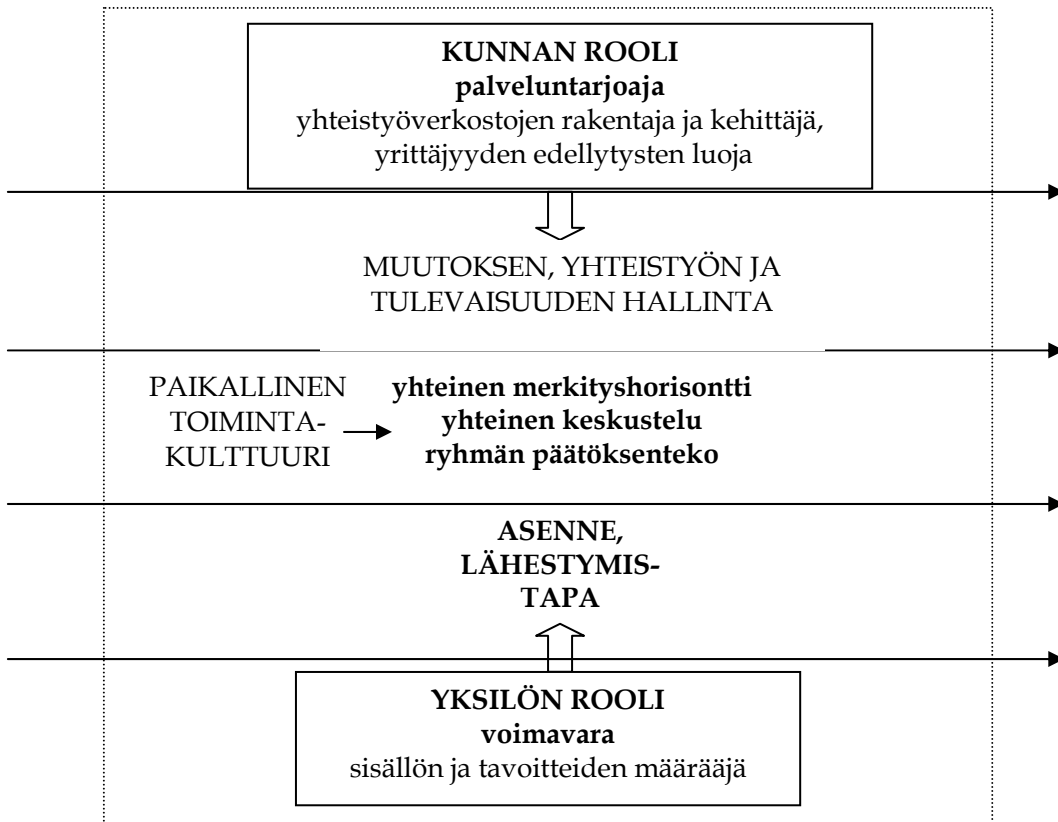 KUNNAN ROOLI
palveluntarjoaja
yhteistyöverkostojen rakentaja ja kehittäjä,
yrittäjyyden edellytysten luoja
MUUTOKSEN, YHTEISTYÖN JA
TULEVAISUUDEN HALLINTA
PAIKALLINEN
TOIMINTA-
KULTTUURI
yhteinen merkityshorisontti
yhteinen keskustelu
ryhmän päätöksenteko
ASENNE,
LÄHESTYMIS-
TAPA
YKSILÖN ROOLI
voimavara
sisällön ja tavoitteiden määrääjä